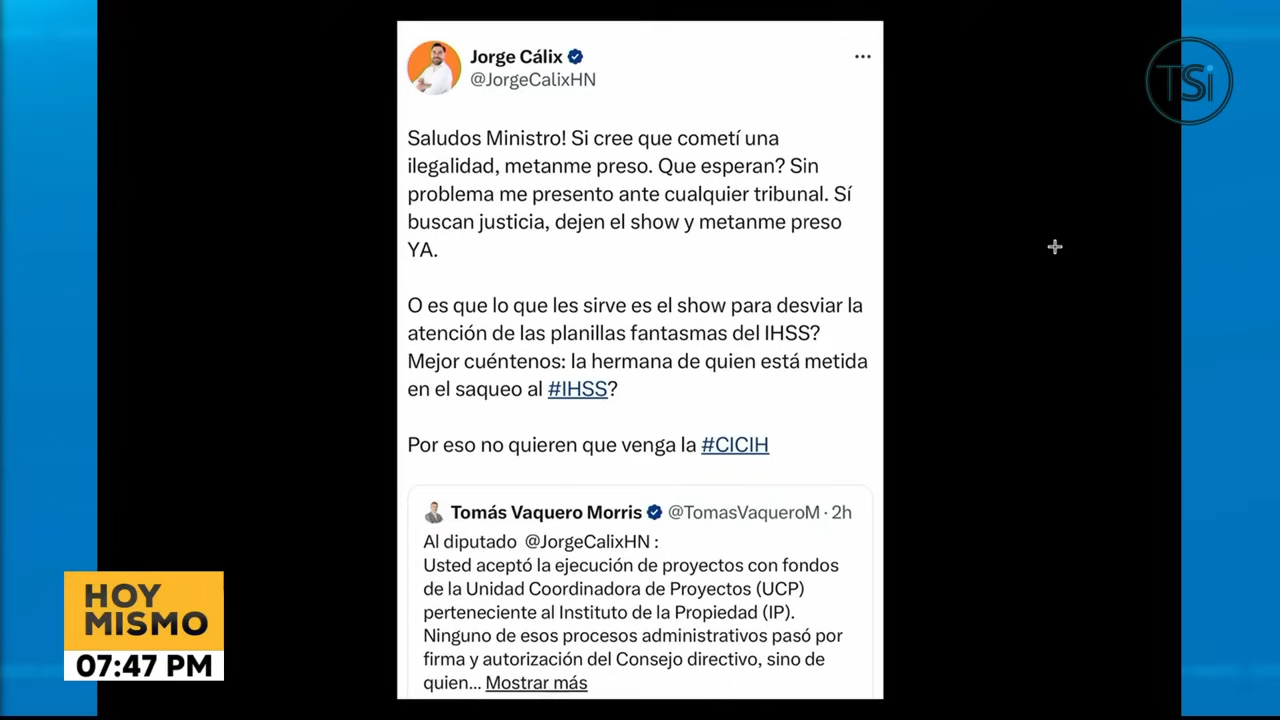 Jorge Cálix
@JorgeCalixHN
TSi
Saludos Ministro! Si cree que cometí una
ilegalidad, metanme preso. Que esperan? Sin
problema me presento ante cualquier tribunal. Sí
buscan justicia, dejen el show y metanme preso
YA.
O es que lo que les sirve es el show para desviar la
atención de las planillas fantasmas del IHSS?
Mejor cuéntenos: la hermana de quien está metida
en el saqueo al #IHSS?
Por eso no quieren que venga la #CICIH
Tomás Vaquero Morris @TomasVaqueroM · 2h
Al diputado @JorgeCalixHN :
Usted aceptó la ejecución de proyectos con fondos
de la Unidad Coordinadora de Proyectos (UCP)
perteneciente al Instituto de la Propiedad (IP).
Ninguno de esos procesos administrativos pasó por
firma y autorización del Consejo directivo, sino de
quien... Mostrar más
HOY
MISMO
07:47 PM